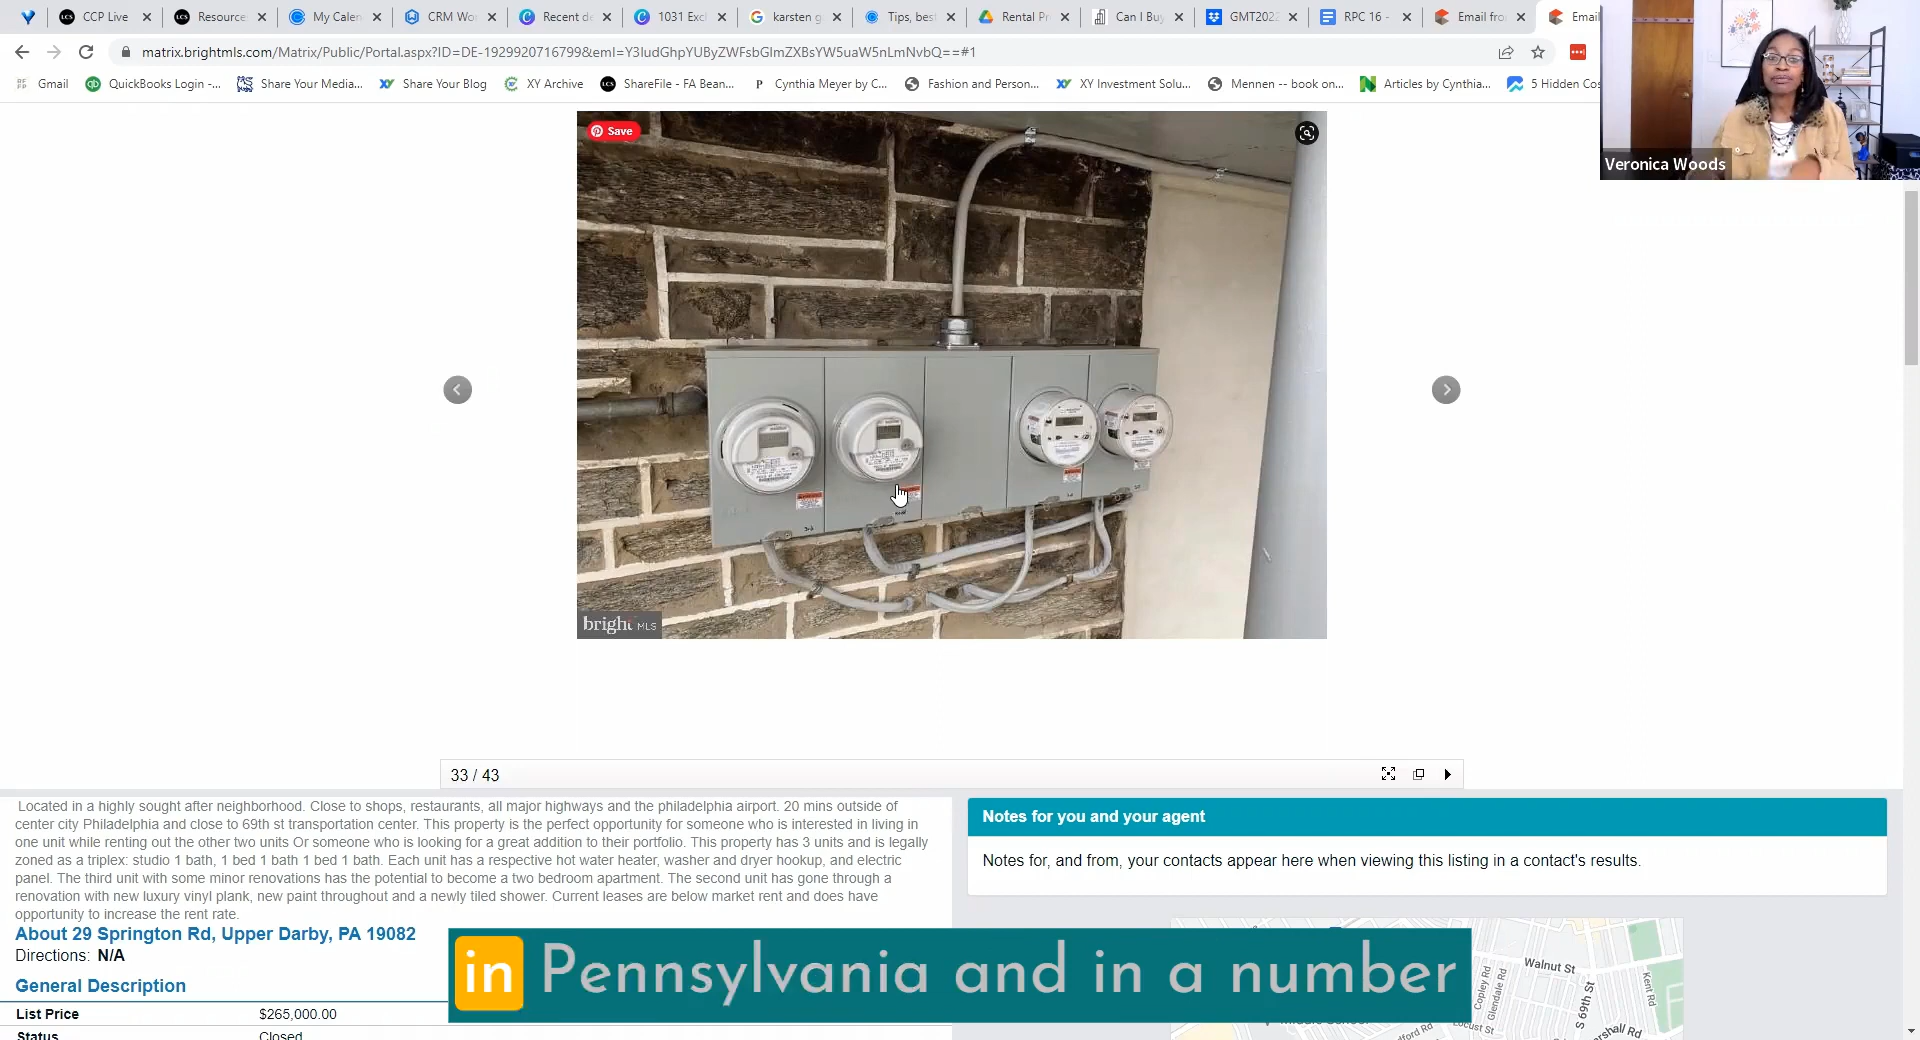 CCP Live
Resource
My Calen
CRM Wor
Recent de
1031 Exc
karsten g
Tips, bes
Rental Pr
Can I Buy
GMT202
RPC 16 -
Email fro
Email
matrix.brightmls.com/Matrix/Public/Portal.aspx?ID=DE-1929920716799&eml=Y3ludGhpYUByZWFsbGlmZXBsYW5uaW5nLmNvbQ==#1
Gmail
QuickBooks Login -...
Share Your Media...
Share Your Blog
XY Archive
ShareFile - FA Bean...
Cynthia Meyer by C...
Fashion and Person...
XY Investment Solu...
Mennen -- book on...
Articles by Cynthia...
5 Hidden Cos
Veronica Woods
Save
bright MLS
33 / 43
Located in a highly sought after neighborhood. Close to shops, restaurants, all major highways and the philadelphia airport. 20 mins outside of
center city Philadelphia and close to 69th st transportation center. This property is the perfect opportunity for someone who is interested in living in
one unit while renting out the other two units Or someone who is looking for a great addition to their portfolio. This property has 3 units and is legally
zoned as a triplex: studio 1 bath, 1 bed 1 bath 1 bed 1 bath. Each unit has a respective hot water heater, washer and dryer hookup, and electric
panel. The third unit with some minor renovations has the potential to become a two bedroom apartment. The second unit has gone through a
renovation with new luxury vinyl plank, new paint throughout and a newly tiled shower. Current leases are below market rent and does have
opportunity to increase the rent rate.
About 29 Springton Rd, Upper Darby, PA 19082
Directions: N/A
General Description
List Price $265,000.00
Status Closed
Notes for you and your agent
Notes for, and from, your contacts appear here when viewing this listing in a contact's results.
Walnut St
Copley Rd
Glendale Rd
S 69th St
Kent Rd
Locust St
in Pennsylvania and in a number